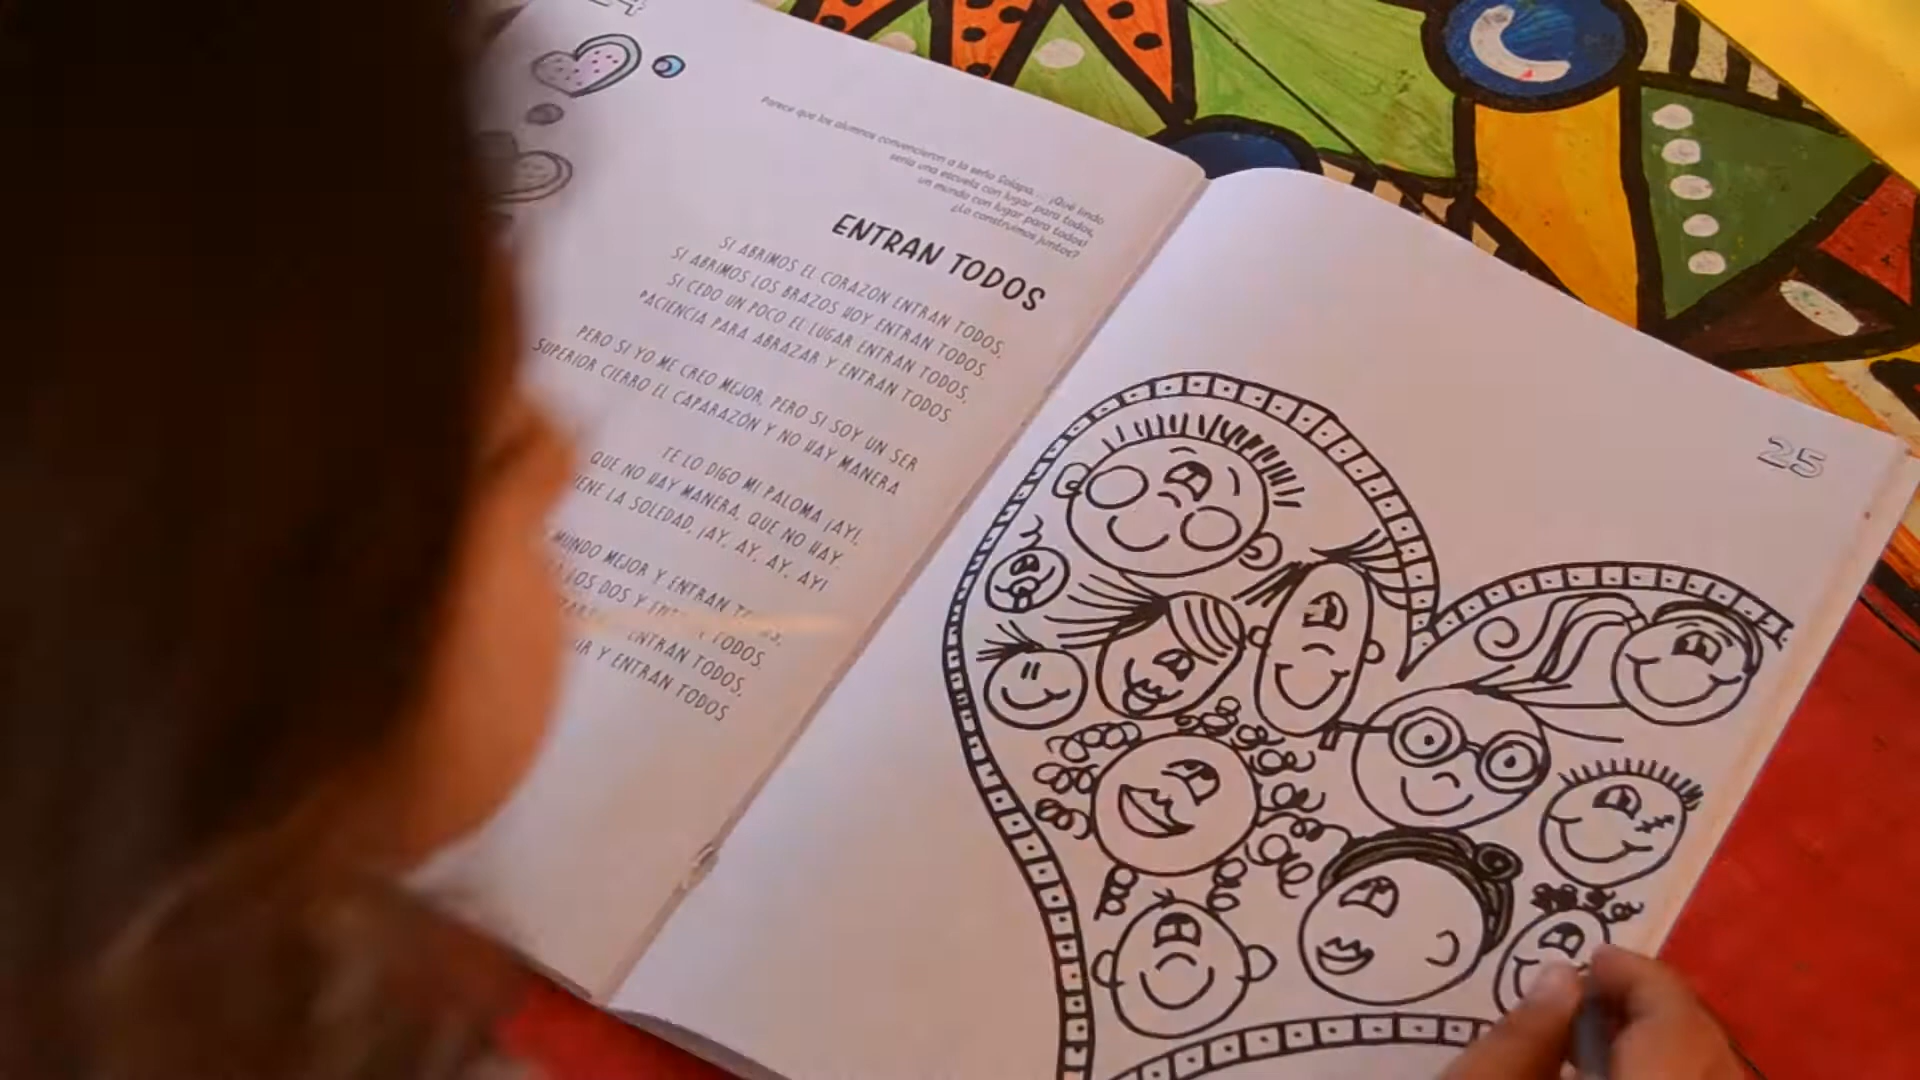 24
Parece que los alumnos convencieron a la seño Solapa... ¡Qué lindo
sería una escuela con lugar para todos,
un mundo con lugar para todos!
¿Lo construimos juntos?
ENTRAN TODOS
SI ABRIMOS EL CORAZÓN ENTRAN TODOS,
SI ABRIMOS LOS BRAZOS HOY ENTRAN TODOS.
SI CEDO UN POCO EL LUGAR ENTRAN TODOS,
PACIENCIA PARA ABRAZAR Y ENTRAN TODOS
PERO SI YO ME CREO MEJOR, PERO SI SOY UN SER
SUPERIOR CIERRO EL CAPARAZÓN Y NO HAY MANERA
TE LO DIGO MI PALOMA ¡AY!,
QUE NO HAY MANERA, QUE NO HAY.
LA SOLEDAD, ¡AY, AY, AY, AY!
MUNDO MEJOR Y ENTRAN
LOS DOS Y TODOS
ENTRAN TODOS,
Y ENTRAN TODOS
25